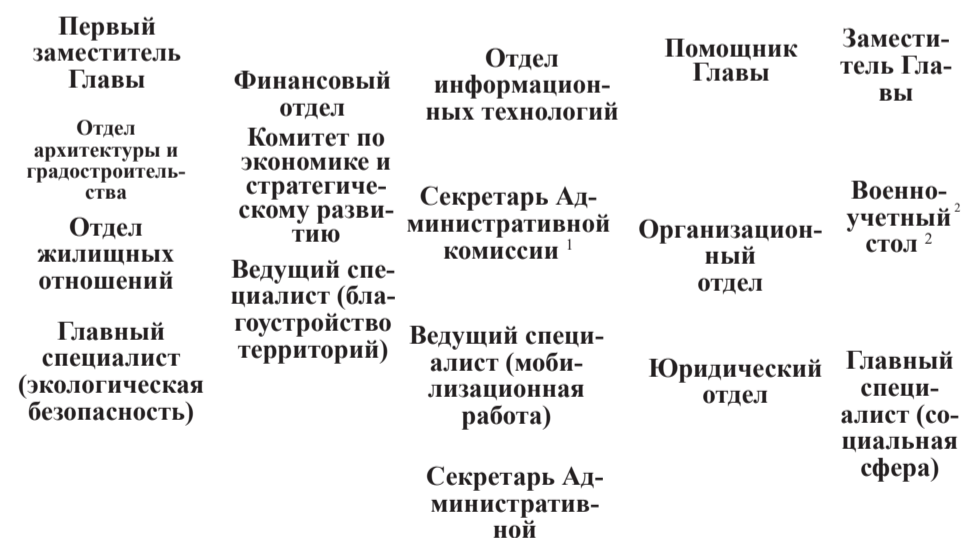 Первый
заместитель
Главы
Отдел
архитектуры и
градостроитель-
ства
Отдел
жилищных
отношений
Главный
специалист
(экологическая
безопасность)
Финансовый
отдел
Комитет по
экономике и
стратегиче-
скому разви-
тию
Ведущий спе-
циалист (бла-
гоустройство
территорий)
Отдел
информацион-
ных технологий
Секретарь Ад-
министративной
комиссии 1
Ведущий специ-
алист (моби-
лизационная
работа)
Секретарь Ад-
министратив-
ной
Помощник
Главы
Организацион-
ный
отдел
Юридический
отдел
Замести-
тель Гла-
вы
Военно-
учетный 2
стол 2
Главный
специ-
алист (со-
циальная
сфера)